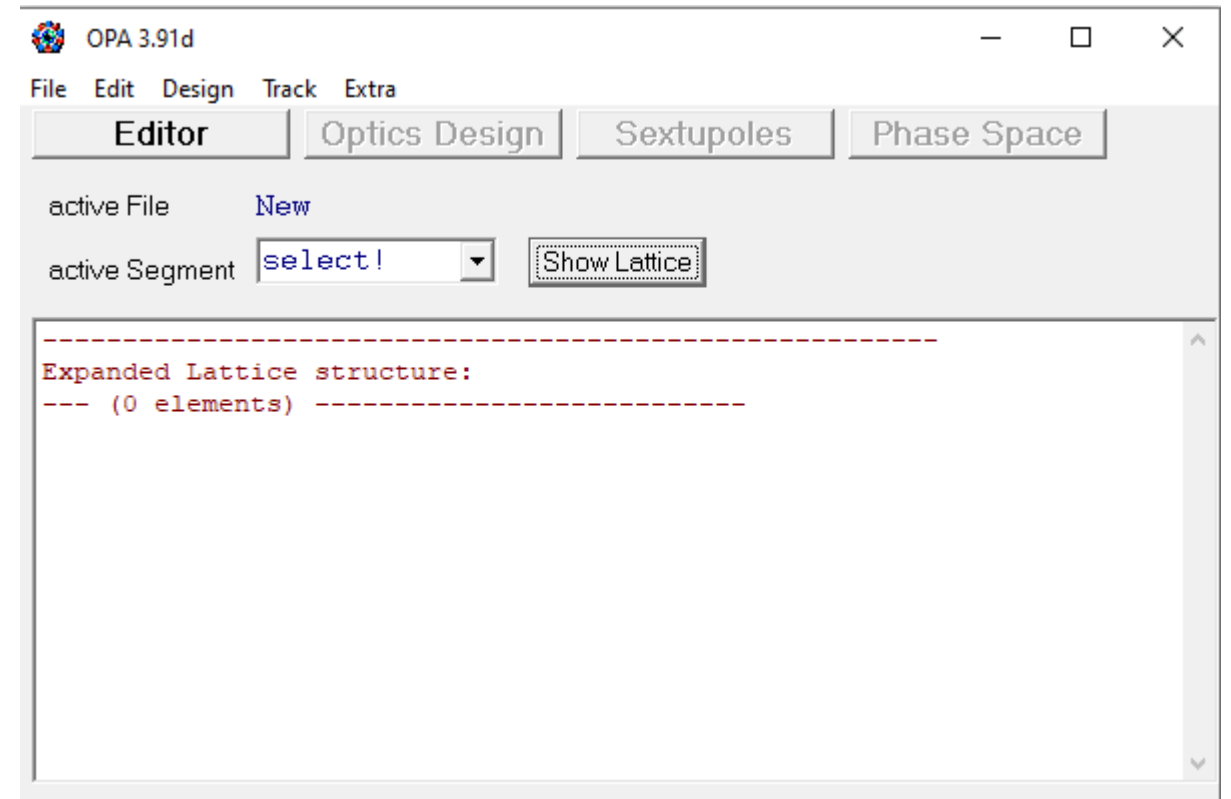 OPA 3.91d
File Edit Design Track Extra
Editor Optics Design Sextupoles Phase Space
active File New
active Segment select! Show Lattice
--------------------------------------------------------
Expanded Lattice structure:
--- (0 elements) ---------------------------